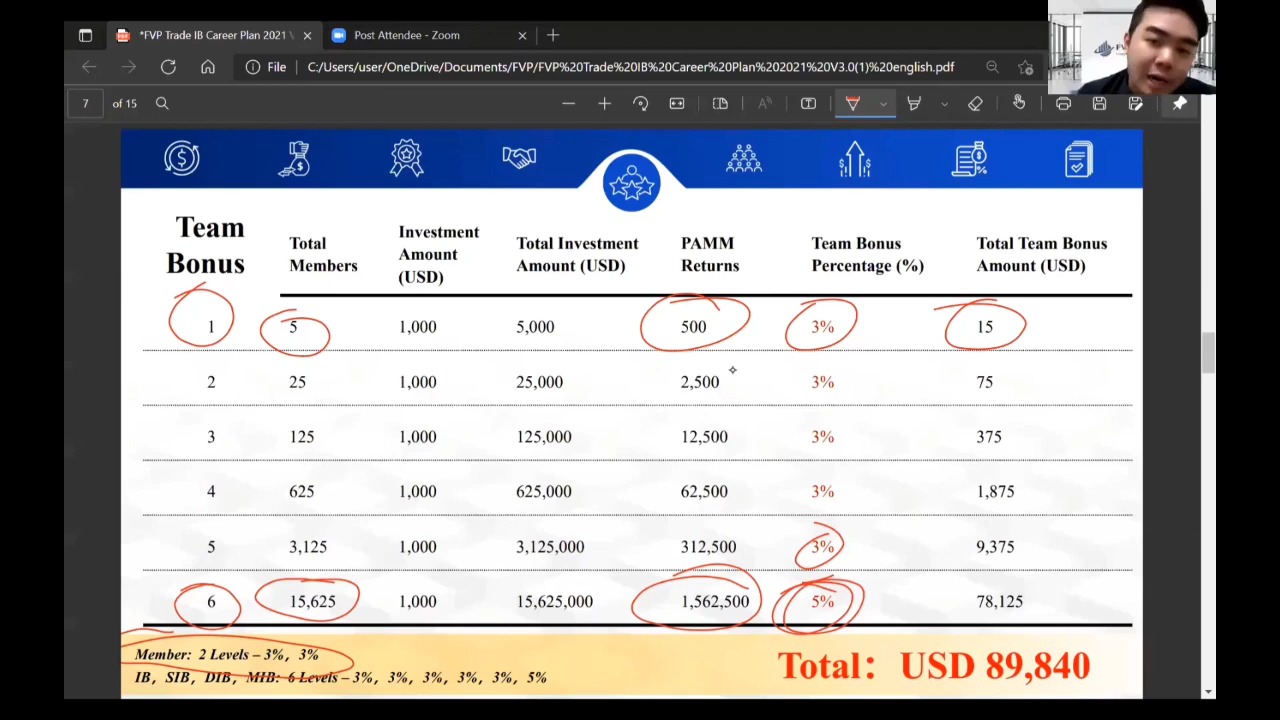 *FVP Trade IB Career Plan 2021 V
Post Attendee - Zoom
File
C:/Users/user/OneDrive/Documents/FVP/FVP%20Trade%20IB%20Career%20Plan%202021%20V3.0(1)%20english.pdf
7 of 15
Team Bonus
Total Members
Investment Amount (USD)
Total Investment Amount (USD)
PAMM Returns
Team Bonus Percentage (%)
Total Team Bonus Amount (USD)
1 5 1,000 5,000 500 3% 15
2 25 1,000 25,000 2,500 3% 75
3 125 1,000 125,000 12,500 3% 375
4 625 1,000 625,000 62,500 3% 1,875
5 3,125 1,000 3,125,000 312,500 3% 9,375
6 15,625 1,000 15,625,000 1,562,500 5% 78,125
Member: 2 Levels – 3%, 3%
IB, SIB, DIB, MIB: 6 Levels – 3%, 3%, 3%, 3%, 3%, 5%
Total: USD 89,840